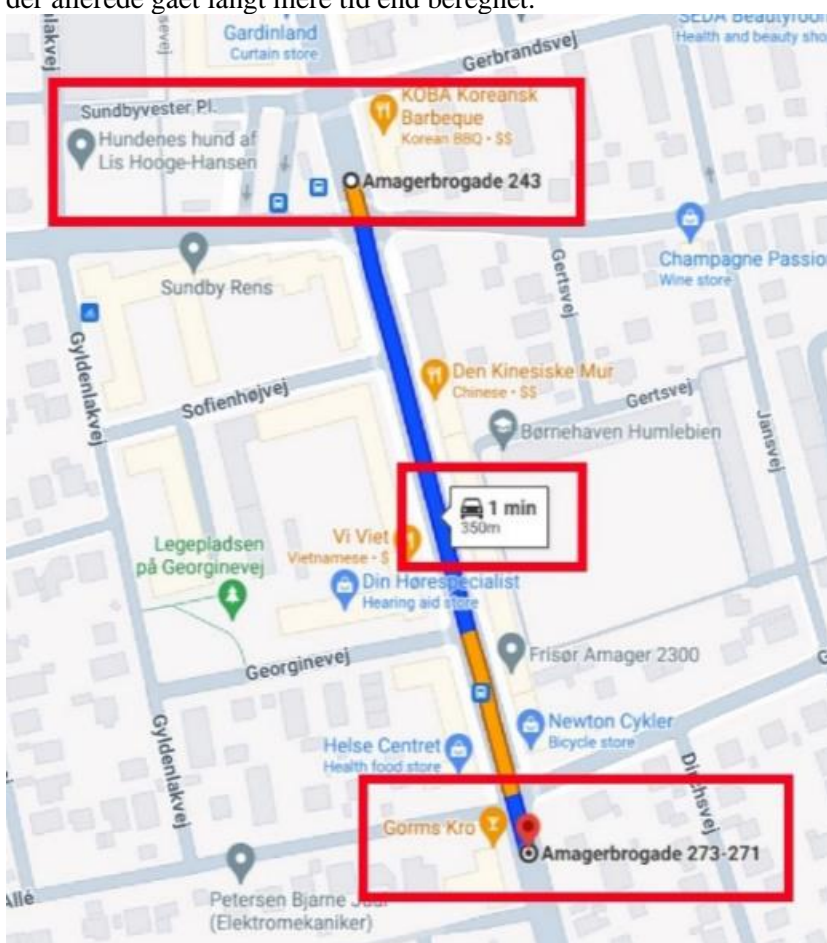 der allerede gået langt mere tid end beregnet.
SEDA Beautyroom
Health and beauty sho
Gardinland
Curtain store
Gerbrandsvej
Sundbyvester Pl.
KOBA Koreansk
Barbeque
Korean BBQ · $$
Hundenes hund af
Lis Hooge-Hansen
Amagerbrogade 243
Champagne Passio
Wine store
Gertsvej
Sundby Rens
Gyldenlakvej
Sofienhøjvej
Den Kinesiske Mur
Chinese · $$
Gertsvej
Jansvej
Børnehaven Humlebien
1 min
350m
Vi Viet
Vietnamese · $
Legepladsen
på Georginevej
Din Hørespecialist
Hearing aid store
Georginevej
Frisør Amager 2300
G
Gyldenlakvej
Newton Cykler
Bicycle store
Helse Centret
Health food store
Gorms Kro
Amagerbrogade 273-271
Allé
Petersen Bjarne
(Elektromekaniker)